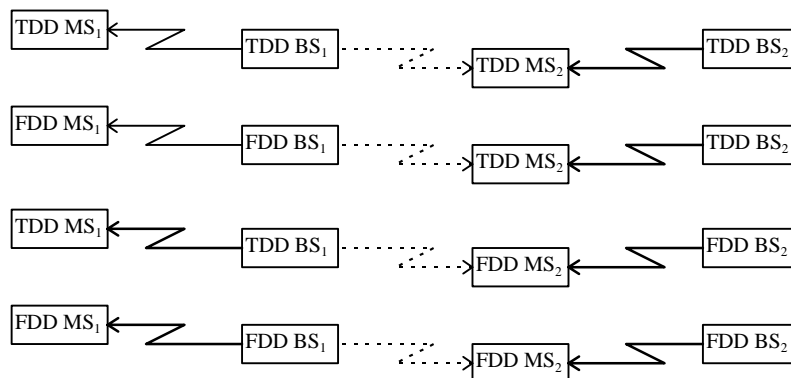 TDD MS₁ TDD BS₁ TDD MS₂ TDD BS₂
FDD MS₁ FDD BS₁ TDD MS₂ TDD BS₂
TDD MS₁ TDD BS₁ FDD MS₂ FDD BS₂
FDD MS₁ FDD BS₁ FDD MS₂ FDD BS₂